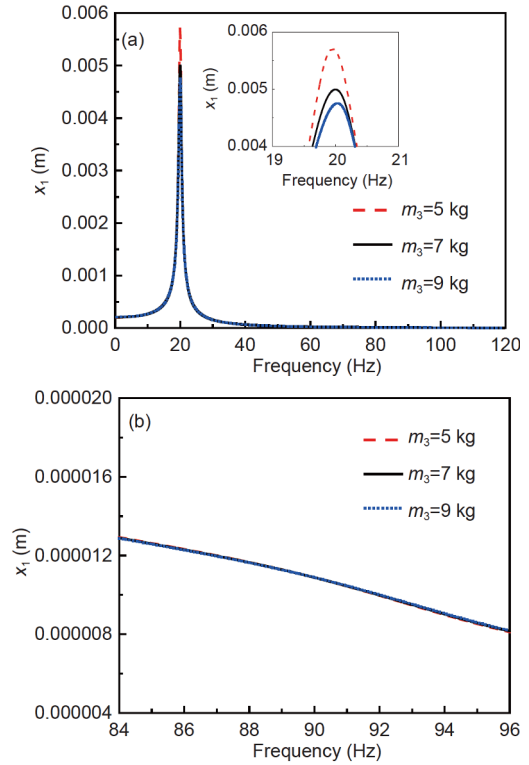 (a)
0.006
0.005
0.004
0.003
0.002
0.001
0.000
x₁ (m)
0.006
0.005
0.004
x₁ (m)
19 20 21
Frequency (Hz)
m₃=5 kg
m₃=7 kg
m₃=9 kg
0 20 40 60 80 100 120
Frequency (Hz)
(b)
0.000020
0.000016
0.000012
0.000008
0.000004
x₁ (m)
m₃=5 kg
m₃=7 kg
m₃=9 kg
84 86 88 90 92 94 96
Frequency (Hz)